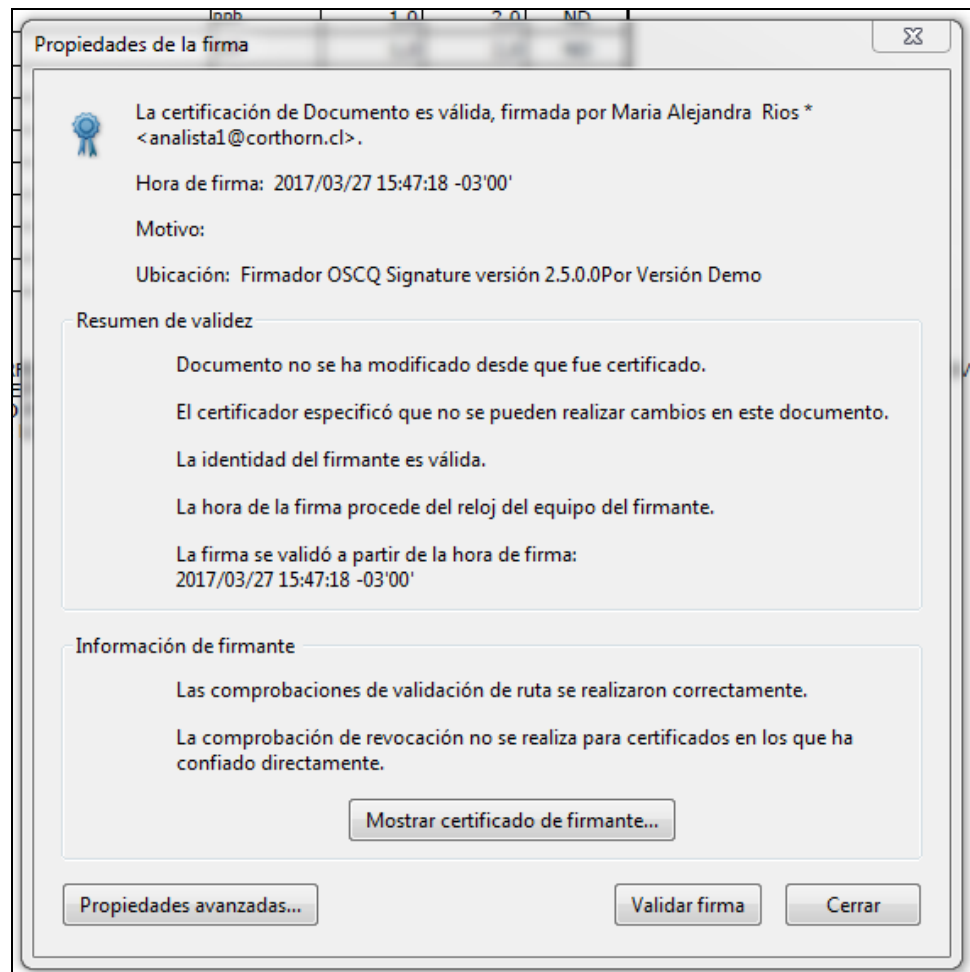 ppb 1,0 2,0 ND
Propiedades de la firma
La certificación de Documento es válida, firmada por Maria Alejandra  Rios *
<analista1@corthorn.cl>.
Hora de firma:  2017/03/27 15:47:18 -03'00'
Motivo:
Ubicación:  Firmador OSCQ Signature versión 2.5.0.0Por Versión Demo
Resumen de validez
Documento no se ha modificado desde que fue certificado.
El certificador especificó que no se pueden realizar cambios en este documento.
La identidad del firmante es válida.
La hora de la firma procede del reloj del equipo del firmante.
La firma se validó a partir de la hora de firma:
2017/03/27 15:47:18 -03'00'
Información de firmante
Las comprobaciones de validación de ruta se realizaron correctamente.
La comprobación de revocación no se realiza para certificados en los que ha
confiado directamente.
Mostrar certificado de firmante...
Propiedades avanzadas...
Validar firma
Cerrar